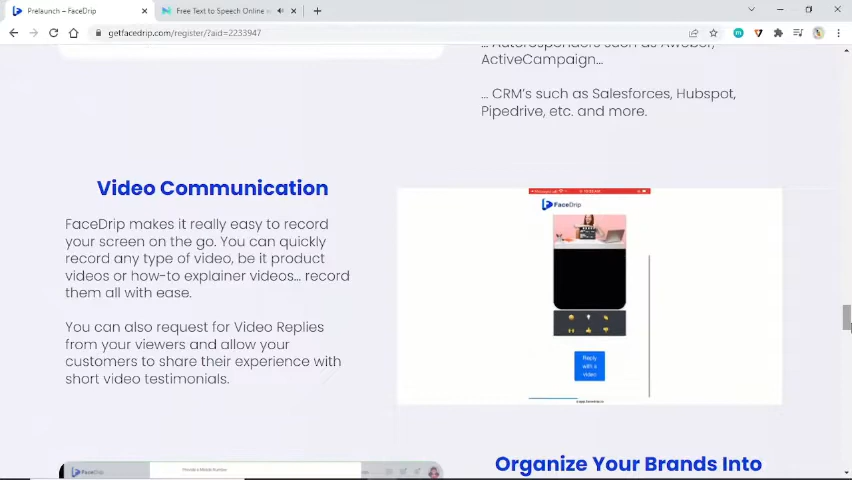 Prelaunch – FaceDrip
Free Text to Speech Online w
getfacedrip.com/register/?aid=2233947
... Autoresponders such as Aweber,
ActiveCampaign...
... CRM's such as Salesforces, Hubspot,
Pipedrive, etc. and more.
Video Communication
FaceDrip makes it really easy to record
your screen on the go. You can quickly
record any type of video, be it product
videos or how-to explainer videos... record
them all with ease.
You can also request for Video Replies
from your viewers and allow your
customers to share their experience with
short video testimonials.
FaceDrip
Reply
with a
video
FaceDrip
Organize Your Brands Into